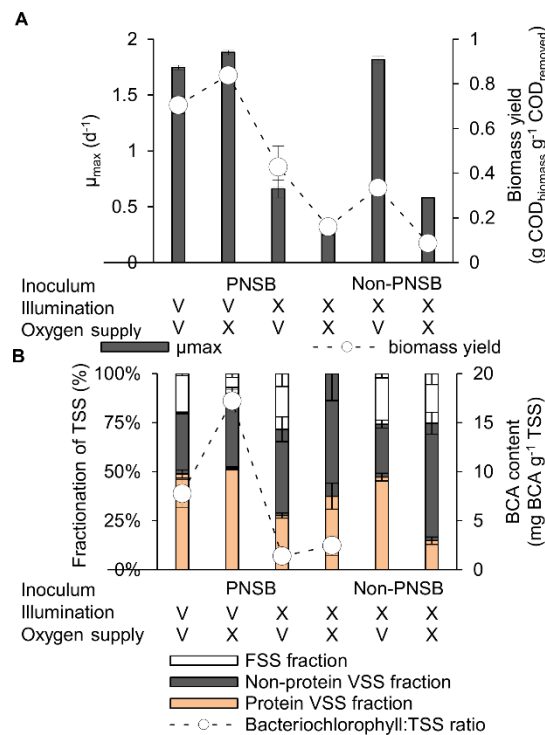 A
2
1.5
1
0.5
0
μmax (d-1)
1
0.8
0.6
0.4
0.2
0
Biomass yield
(g CODbiomass g-1 CODremoved)
Inoculum PNSB Non-PNSB
Illumination V V X X X X
Oxygen supply V X V X V X
μmax biomass yield
B
100%
75%
50%
25%
0%
Fractionation of TSS (%)
20
15
10
5
0
BCA content
(mg BCA g-1 TSS)
Inoculum PNSB Non-PNSB
Illumination V V X X X X
Oxygen supply V X V X V X
FSS fraction
Non-protein VSS fraction
Protein VSS fraction
Bacteriochlorophyll:TSS ratio